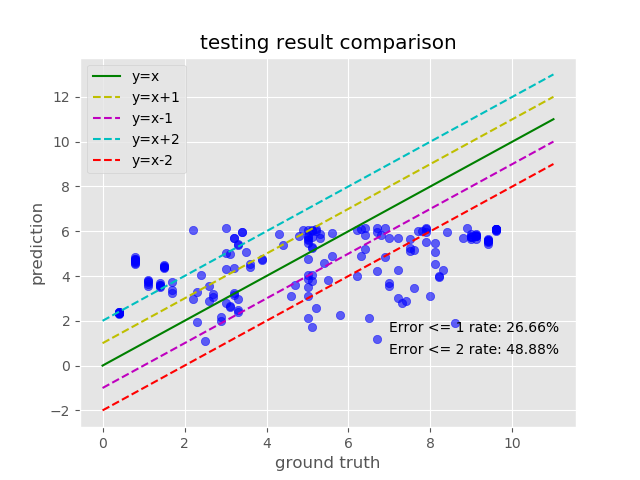 testing result comparison
y=x
y=x+1
y=x-1
y=x+2
y=x-2
12
10
8
6
4
2
0
−2
prediction
Error <= 1 rate: 26.66%
Error <= 2 rate: 48.88%
0 2 4 6 8 10
ground truth